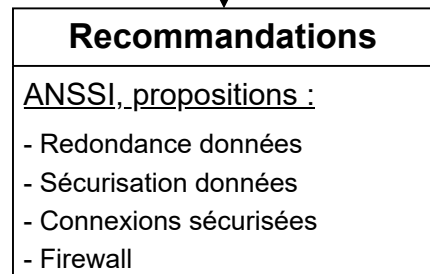 Recommandations
ANSSI, propositions :
- Redondance données
- Sécurisation données
- Connexions sécurisées
- Firewall